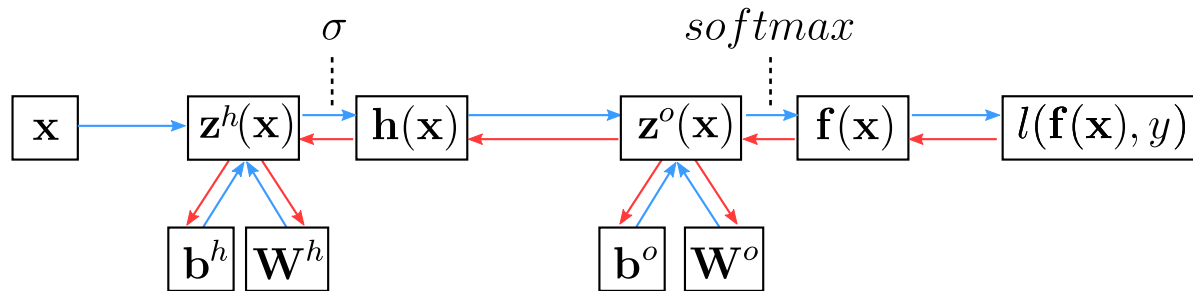 σ softmax
x z^h(x) h(x) z^o(x) f(x) l(f(x), y)
b^h W^h b^o W^o